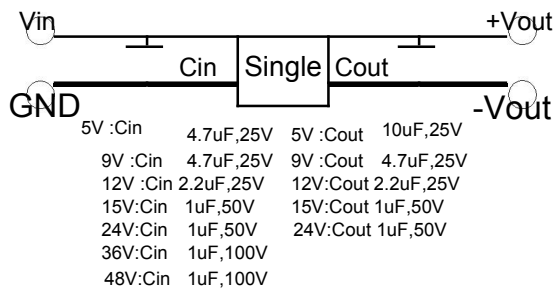 Vin +Vout
Cin Single Cout
GND -Vout
5V :Cin 4.7uF,25V 5V :Cout 10uF,25V
9V :Cin 4.7uF,25V 9V :Cout 4.7uF,25V
12V :Cin 2.2uF,25V 12V:Cout 2.2uF,25V
15V:Cin 1uF,50V 15V:Cout 1uF,50V
24V:Cin 1uF,50V 24V:Cout 1uF,50V
36V:Cin 1uF,100V
48V:Cin 1uF,100V